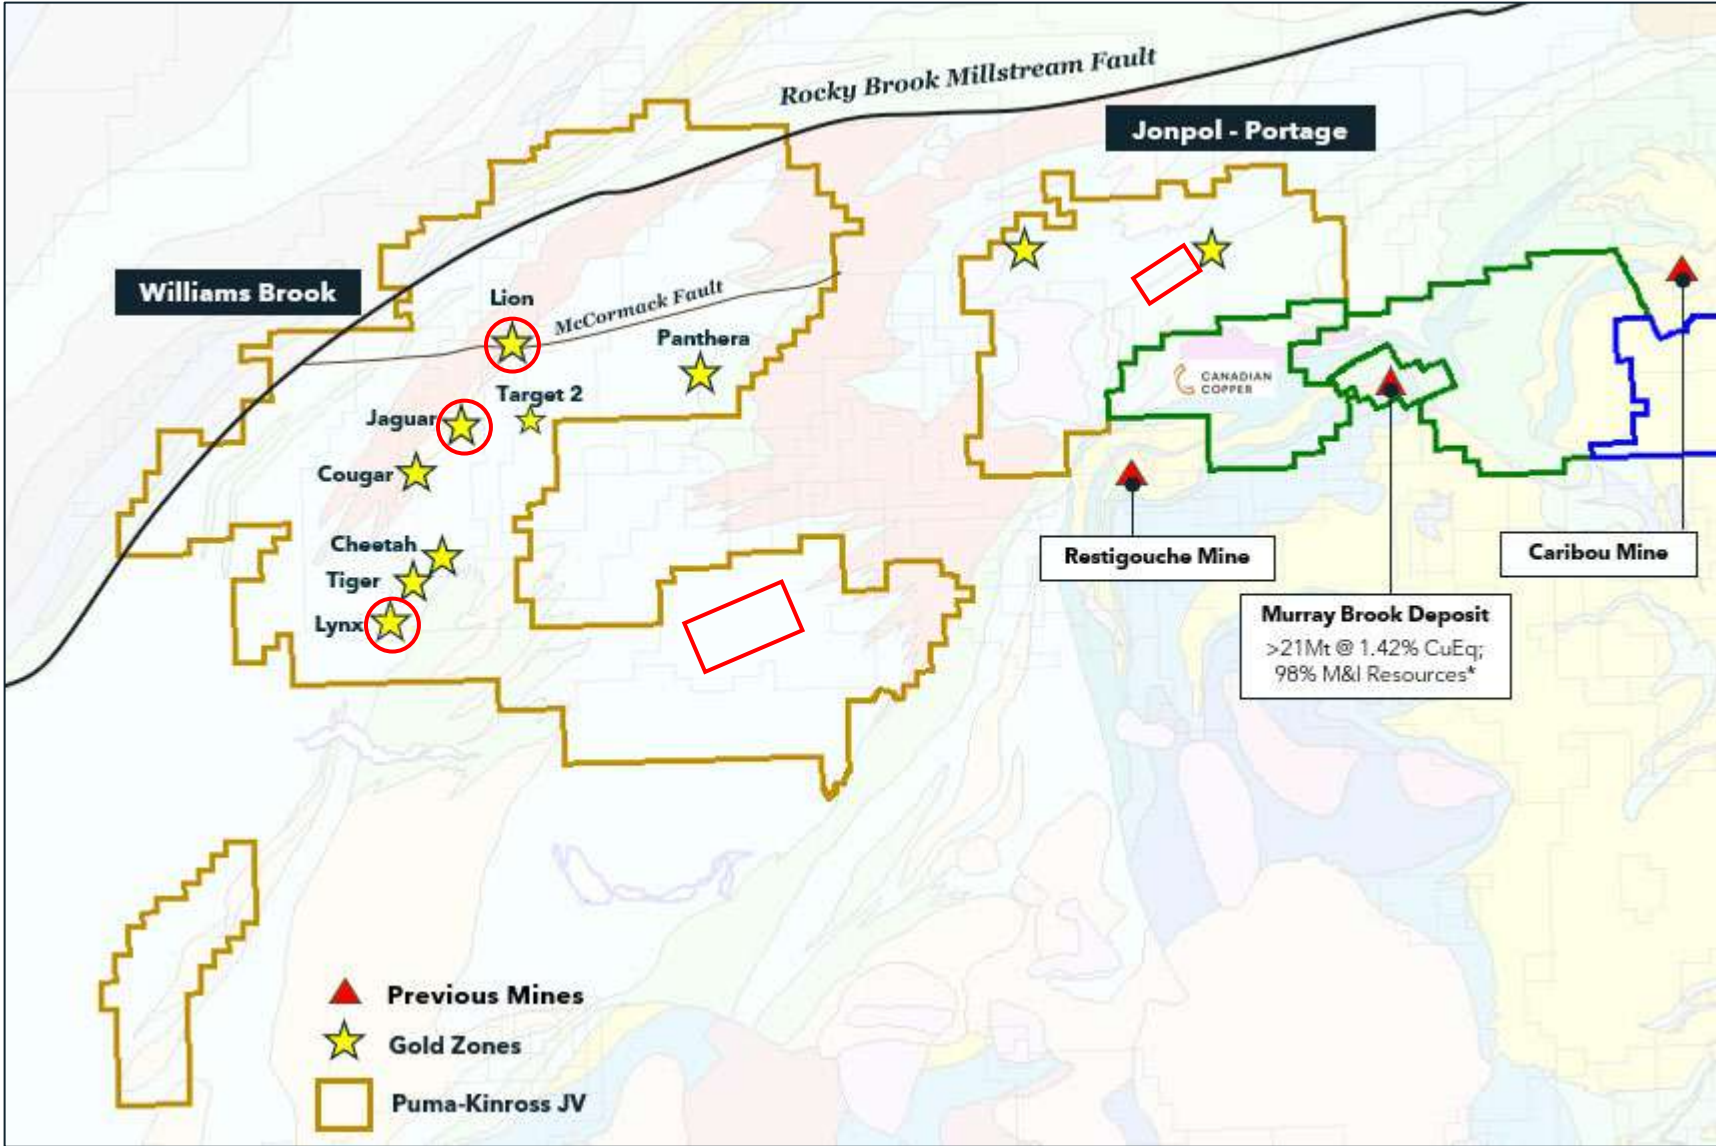 Rocky Brook Millstream Fault
Jonpol - Portage
Williams Brook
Lion
McCormack Fault
Panthera
Target 2
Jaguar
CANADIAN
COPPER
Cougar
Cheetah
Tiger
Lynx
Restigouche Mine
Caribou Mine
Murray Brook Deposit
>21Mt @ 1.42% CuEq;
98% M&I Resources*
Previous Mines
Gold Zones
Puma-Kinross JV